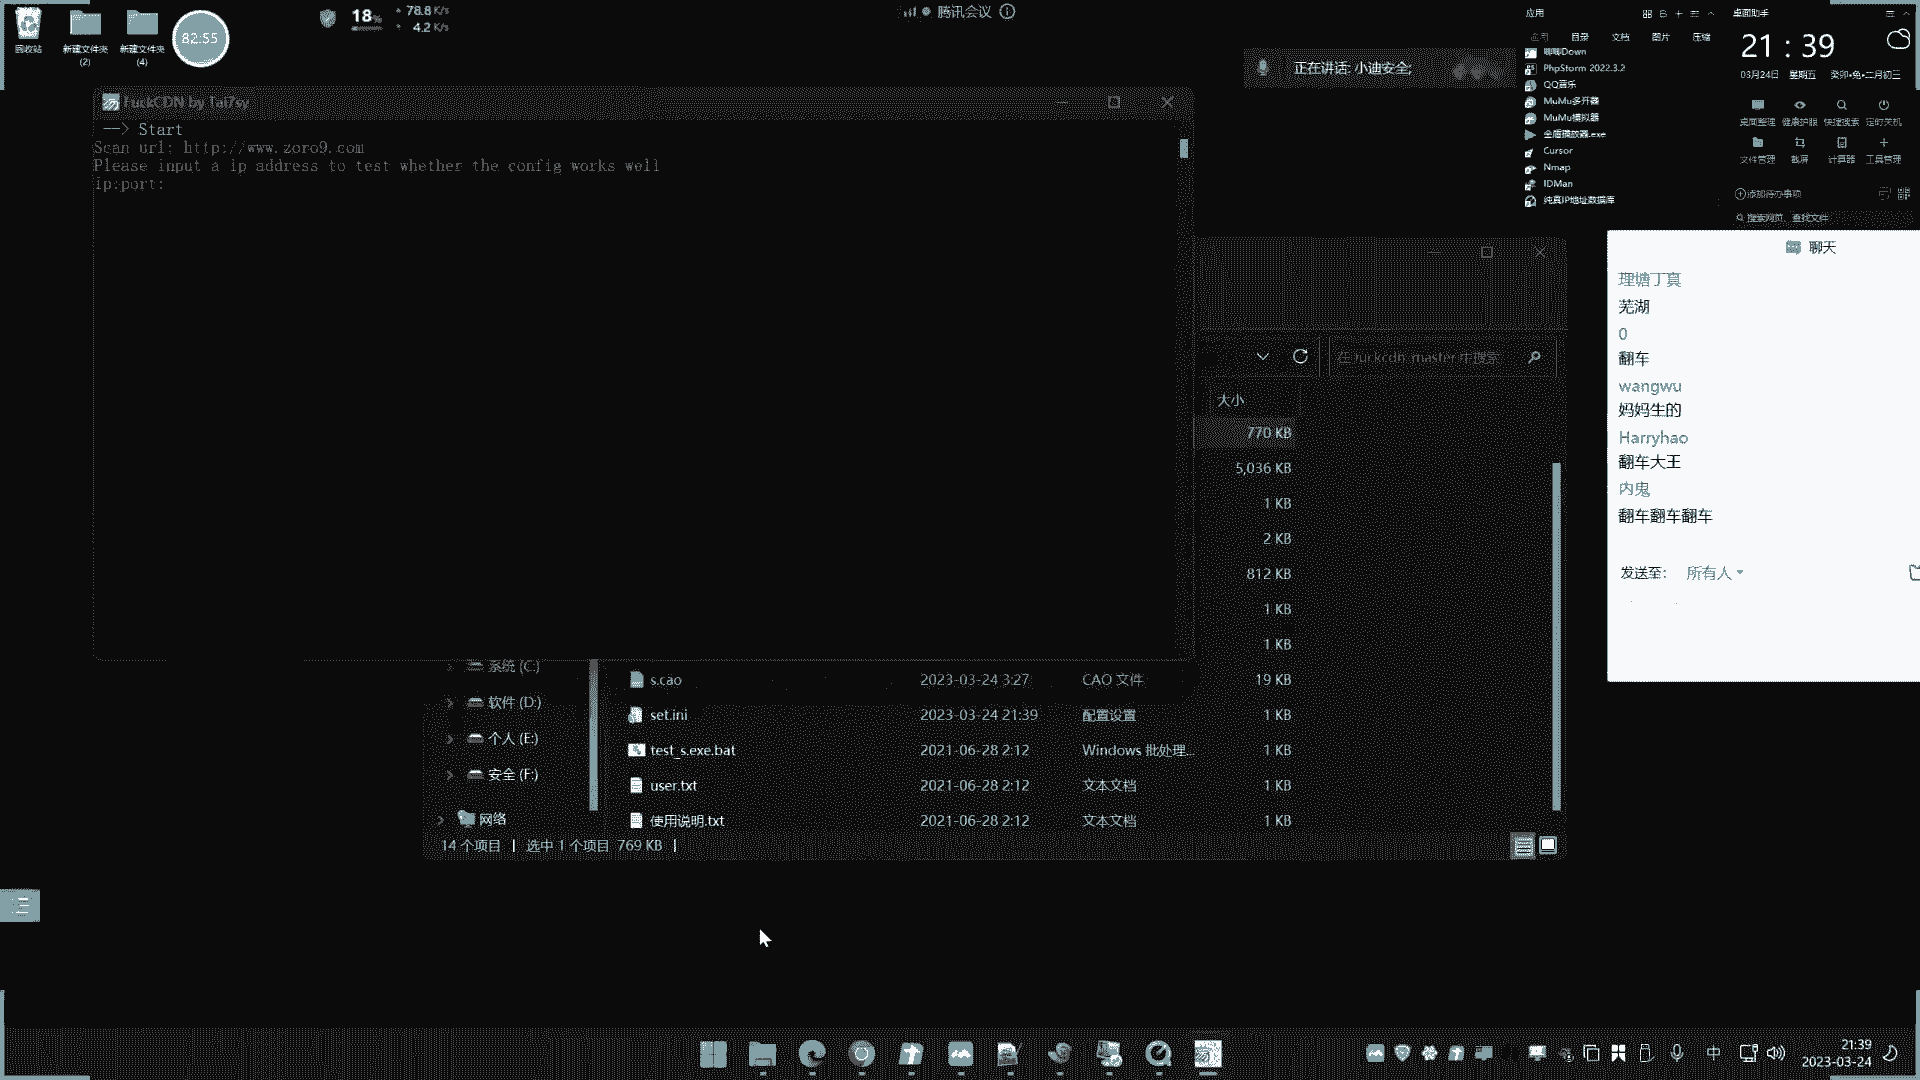 回收站
新建文件夹
(2)
新建文件夹
(4)
82:55
18%
78.8 K/s
4.2 K/s
腾讯会议
正在讲话: 小迪安全;
应用
目录
文档
图片
压缩
唧唧Down
PhpStorm 2022.3.2
QQ音乐
MuMu多开器
MuMu模拟器
全盾播放器.exe
Cursor
Nmap
IDMan
纯真IP地址数据库
桌面助手
21 : 39
03月24日 星期五 癸卯•兔•二月初三
桌面整理
健康护眼
快捷搜索
定时关机
文件管理
截屏
计算器
工具管理
添加待办事项
搜索网页、查找文件
FuckCDN by Tai7sy
--> Start
Scan url: http://www.zoro9.com
Please input a ip address to test whether the config works well
ip:port:
在 fuckcdn-master 中搜索
大小
770 KB
5,036 KB
1 KB
2 KB
812 KB
1 KB
1 KB
系统 (C:)
软件 (D:)
个人 (E:)
安全 (F:)
网络
s.cao 2023-03-24 3:27 CAO 文件 19 KB
set.ini 2023-03-24 21:39 配置设置 1 KB
test_s.exe.bat 2021-06-28 2:12 Windows 批处理... 1 KB
user.txt 2021-06-28 2:12 文本文档 1 KB
使用说明.txt 2021-06-28 2:12 文本文档 1 KB
14 个项目 | 选中 1 个项目 769 KB |
聊天
理塘丁真
芜湖
0
翻车
wangwu
妈妈生的
Harryhao
翻车大王
内鬼
翻车翻车翻车
发送至: 所有人
中
21:39
2023-03-24